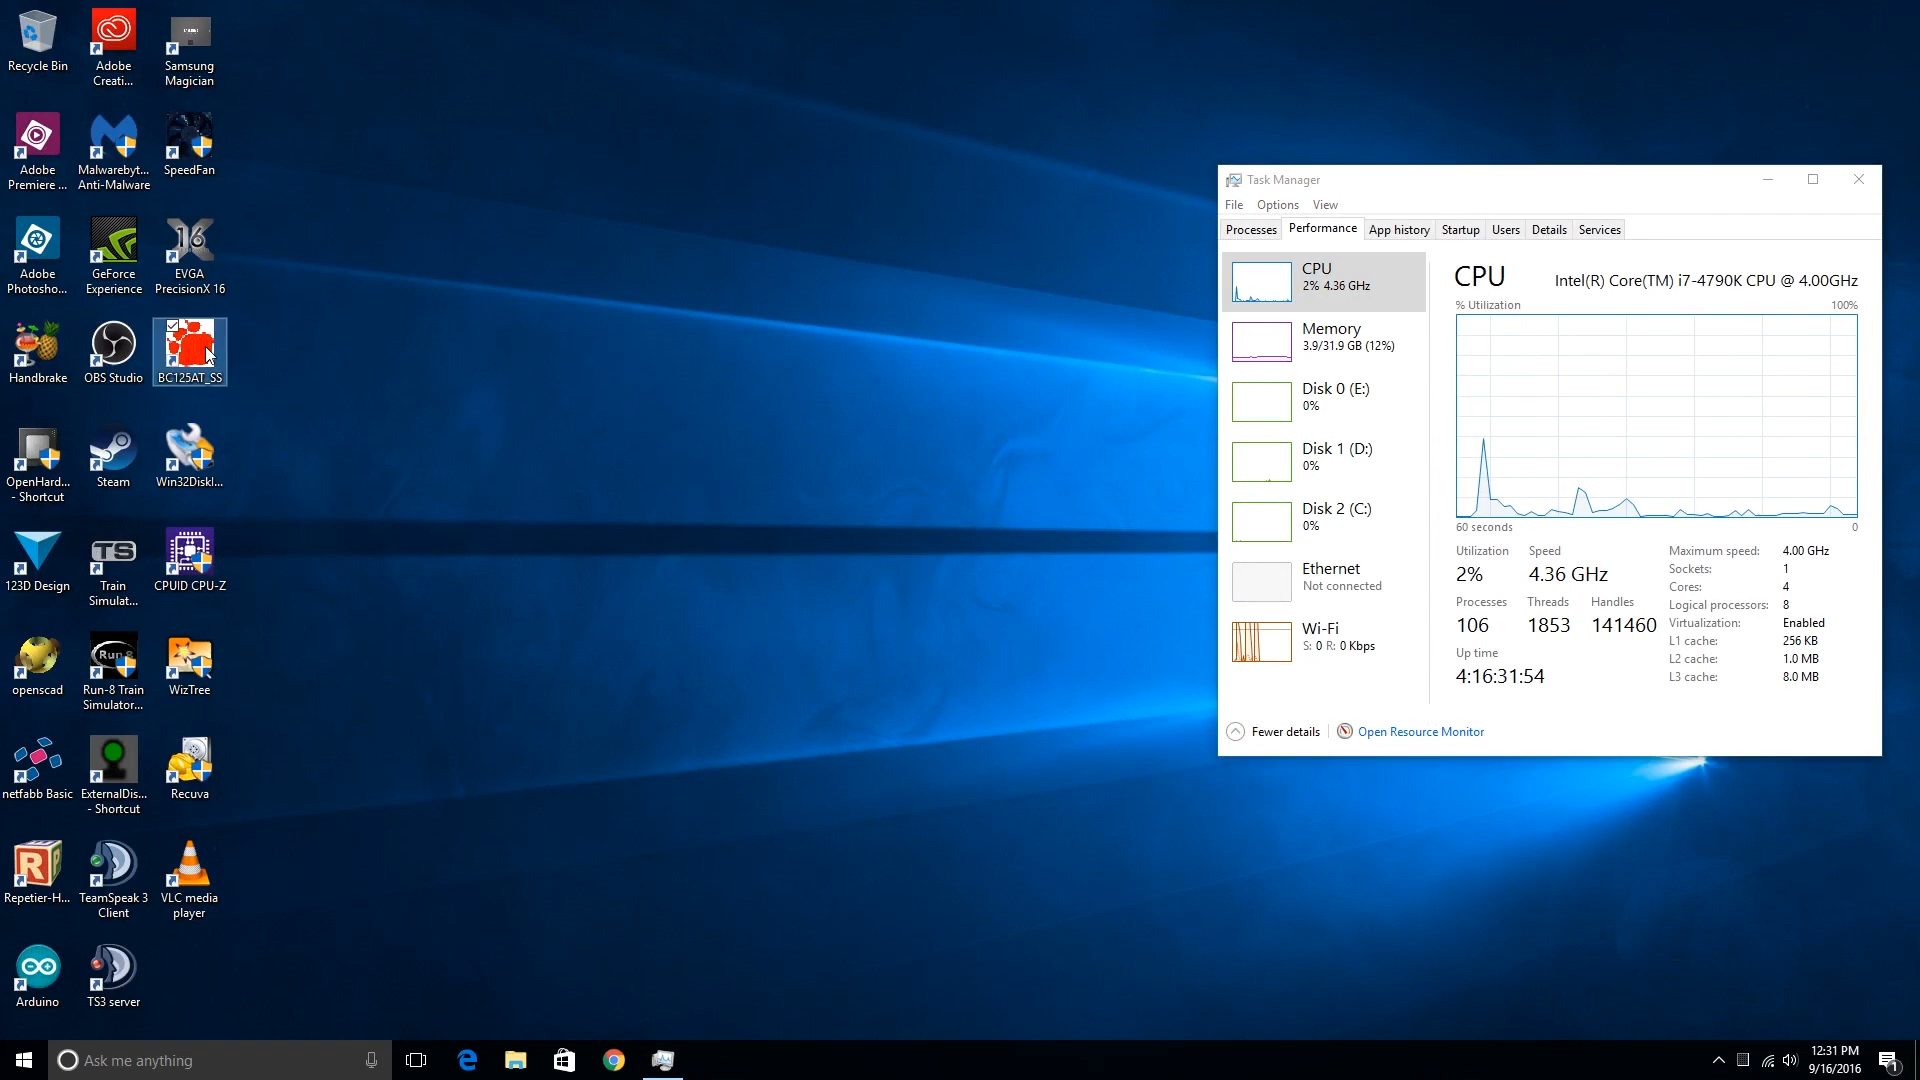 Recycle Bin
Adobe
Creati...
Samsung
Magician
Adobe
Premiere ...
Malwarebyt...
Anti-Malware
SpeedFan
Adobe
Photosho...
GeForce
Experience
16
EVGA
PrecisionX 16
Handbrake
OBS Studio
BC125AT_SS
OpenHard...
- Shortcut
Steam
Win32DiskI...
123D Design
TS
Train
Simulat...
CPUID CPU-Z
openscad
Run 8
Run-8 Train
Simulator...
WizTree
netfabb Basic
ExternalDis...
- Shortcut
Recuva
R
Repetier-H...
TeamSpeak 3
Client
VLC media
player
Arduino
TS3 server
Task Manager
File Options View
Processes Performance App history Startup Users Details Services
CPU
2% 4.36 GHz
Memory
3.9/31.9 GB (12%)
Disk 0 (E:)
0%
Disk 1 (D:)
0%
Disk 2 (C:)
0%
Ethernet
Not connected
Wi-Fi
S: 0 R: 0 Kbps
CPU Intel(R) Core(TM) i7-4790K CPU @ 4.00GHz
% Utilization 100%
60 seconds 0
Utilization Speed
2% 4.36 GHz
Processes Threads Handles
106 1853 141460
Up time
4:16:31:54
Maximum speed: 4.00 GHz
Sockets: 1
Cores: 4
Logical processors: 8
Virtualization: Enabled
L1 cache: 256 KB
L2 cache: 1.0 MB
L3 cache: 8.0 MB
Fewer details Open Resource Monitor
Ask me anything
12:31 PM
9/16/2016
1